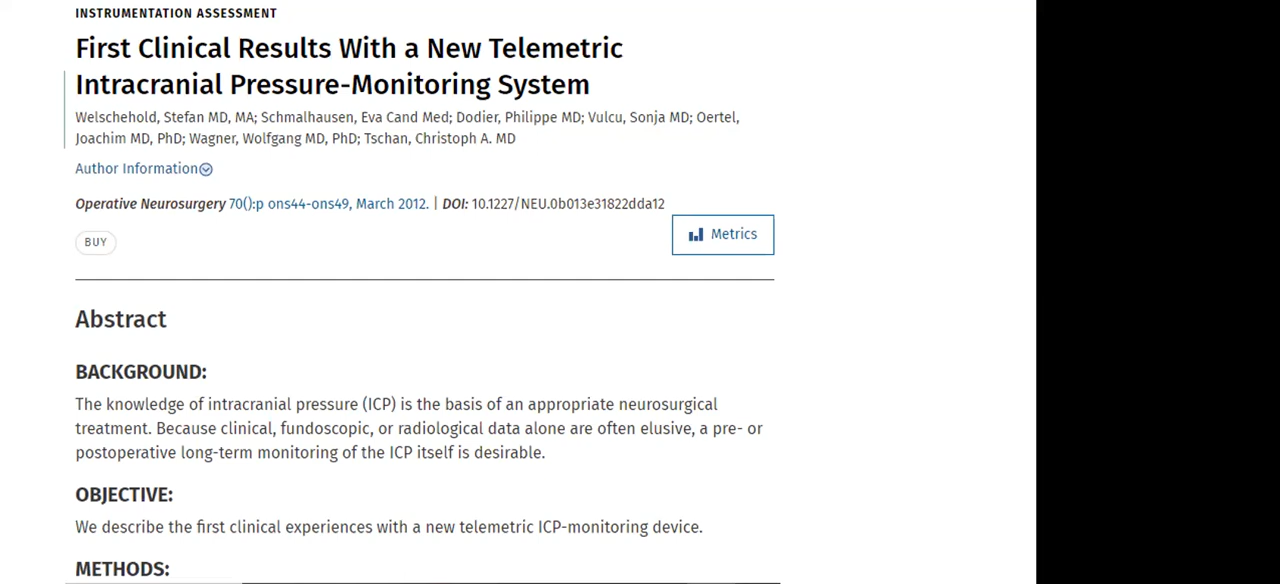 INSTRUMENTATION ASSESSMENT
First Clinical Results With a New Telemetric
Intracranial Pressure-Monitoring System
Welschehold, Stefan MD, MA; Schmalhausen, Eva Cand Med; Dodier, Philippe MD; Vulcu, Sonja MD; Oertel,
Joachim MD, PhD; Wagner, Wolfgang MD, PhD; Tschan, Christoph A. MD
Author Information
Operative Neurosurgery 70():p ons44-ons49, March 2012. | DOI: 10.1227/NEU.0b013e31822dda12
BUY
Metrics
Abstract
BACKGROUND:
The knowledge of intracranial pressure (ICP) is the basis of an appropriate neurosurgical
treatment. Because clinical, fundoscopic, or radiological data alone are often elusive, a pre- or
postoperative long-term monitoring of the ICP itself is desirable.
OBJECTIVE:
We describe the first clinical experiences with a new telemetric ICP-monitoring device.
METHODS: